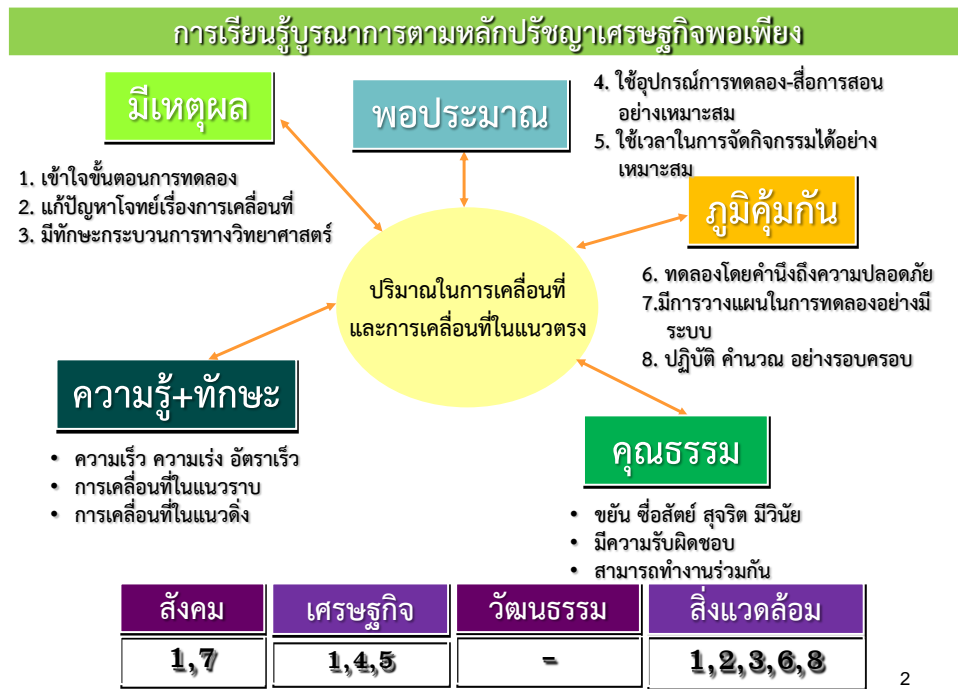 การเรียนรู้บูรณาการตามหลักปรัชญาเศรษฐกิจพอเพียง
มีเหตุผล
1. เข้าใจขั้นตอนการทดลอง
2. แก้ปัญหาโจทย์เรื่องการเคลื่อนที่
3. มีทักษะกระบวนการทางวิทยาศาสตร์
พอประมาณ
4. ใช้อุปกรณ์การทดลอง-สื่อการสอน
อย่างเหมาะสม
5. ใช้เวลาในการจัดกิจกรรมได้อย่าง
เหมาะสม
ภูมิคุ้มกัน
6. ทดลองโดยคำนึงถึงความปลอดภัย
7.มีการวางแผนในการทดลองอย่างมี
ระบบ
8. ปฏิบัติ คำนวณ อย่างรอบครอบ
ปริมาณในการเคลื่อนที่
และการเคลื่อนที่ในแนวตรง
ความรู้+ทักษะ
• ความเร็ว ความเร่ง อัตราเร็ว
• การเคลื่อนที่ในแนวราบ
• การเคลื่อนที่ในแนวดิ่ง
คุณธรรม
• ขยัน ซื่อสัตย์ สุจริต มีวินัย
• มีความรับผิดชอบ
• สามารถทำงานร่วมกัน
สังคม เศรษฐกิจ วัฒนธรรม สิ่งแวดล้อม
1,7 1,4,5 - 1,2,3,6,8
2